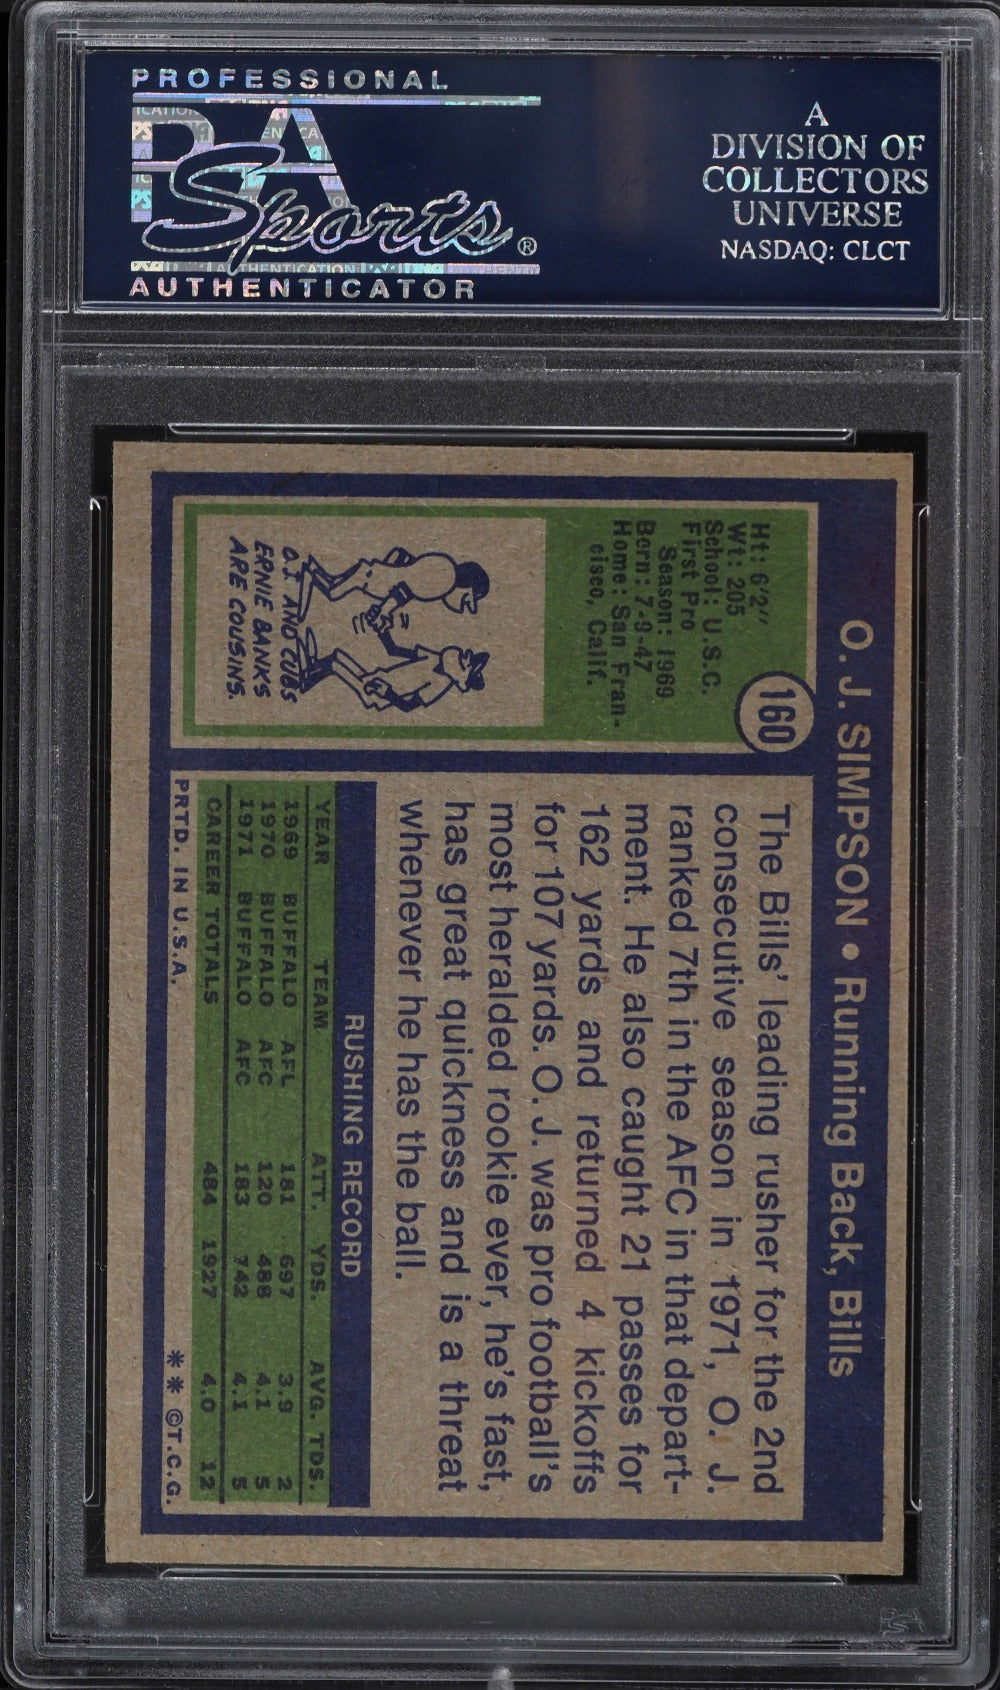 PROFESSIONAL
PSA
Sports®
AUTHENTICATOR
A
DIVISION OF
COLLECTORS
UNIVERSE
NASDAQ: CLCT
O. J. SIMPSON • Running Back, Bills
160
Ht: 6'2"
Wt: 205
School: U.S.C.
First Pro
Season: 1969
Born: 7-9-47
Home: San Fran-
cisco, Calif.
O.J AND CUBS
ERNIE BANKS
ARE COUSINS.
The Bills' leading rusher for the 2nd
consecutive season in 1971, O. J.
ranked 7th in the AFC in that depart-
ment. He also caught 21 passes for
162 yards and returned 4 kickoffs
for 107 yards. O. J. was pro football's
most heralded rookie ever, he's fast,
has great quickness and is a threat
whenever he has the ball.
RUSHING RECORD
YEAR TEAM ATT. YDS. AVG. TDS.
1969 BUFFALO AFL 181 697 3.9 2
1970 BUFFALO AFC 120 488 4.1 5
1971 BUFFALO AFC 183 742 4.1 5
CAREER TOTALS 484 1927 4.0 12
PRTD. IN U.S.A. ** ©T.C.G.